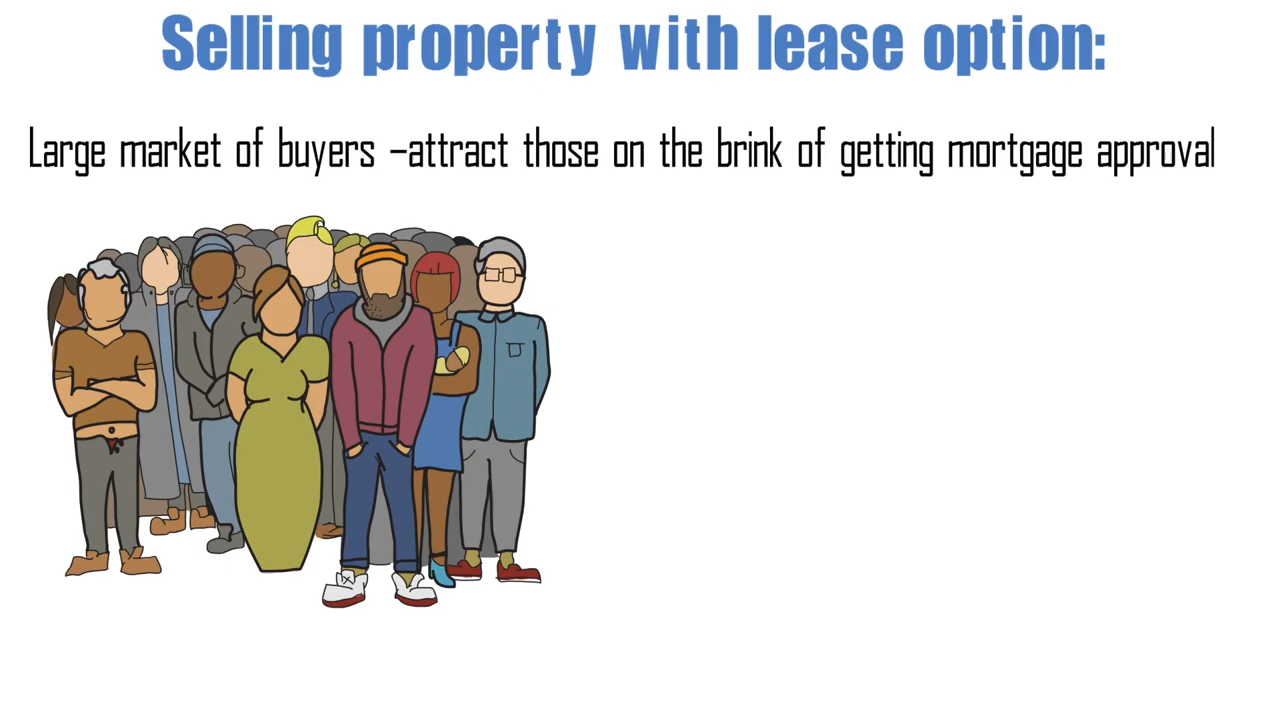 Selling property with lease option:
Large market of buyers –attract those on the brink of getting mortgage approval